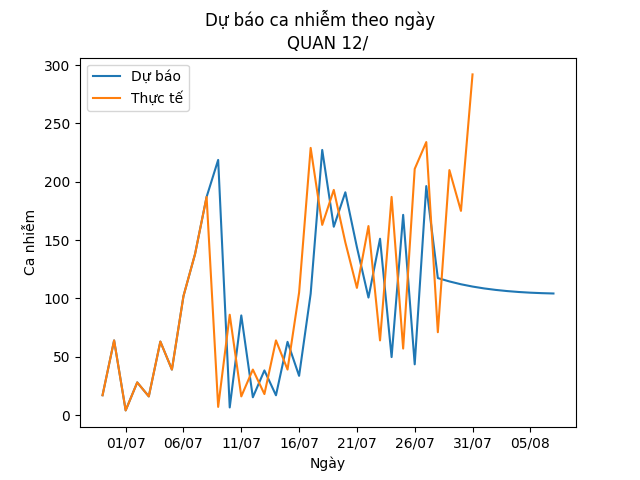 Dự báo ca nhiễm theo ngày
QUAN 12/
Dự báo
Thực tế
Ca nhiễm
300
250
200
150
100
50
0
01/07 06/07 11/07 16/07 21/07 26/07 31/07 05/08
Ngày